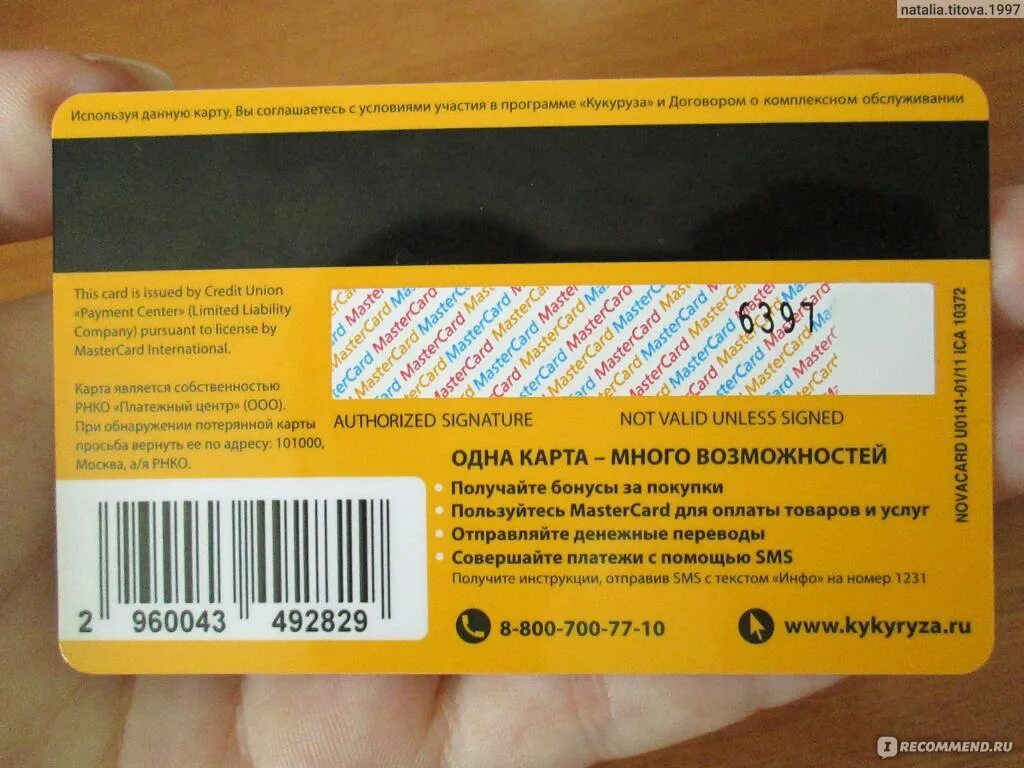 natalia.titova.1997
Используя данную карту, Вы соглашаетесь с условиями участия в программе «Кукуруза» и Договором о комплексном обслуживании
This card is issued by Credit Union
«Payment Center» (Limited Liability
Company) pursuant to license by
MasterCard International.
Карта является собственностью
РНКО «Платежный центр» (ООО).
При обнаружении потерянной карты
просьба вернуть ее по адресу: 101000,
Москва, а/я РНКО.
MasterCard MasterCard MasterCard
6397
AUTHORIZED SIGNATURE NOT VALID UNLESS SIGNED
NOVACARD U0141-01/11 ICA 10372
ОДНА КАРТА – МНОГО ВОЗМОЖНОСТЕЙ
• Получайте бонусы за покупки
• Пользуйтесь MasterCard для оплаты товаров и услуг
• Отправляйте денежные переводы
• Совершайте платежи с помощью SMS
Получите инструкции, отправив SMS с текстом «Инфо» на номер 1231
2 960043 492829
8-800-700-77-10
www.kykyryza.ru
IRECOMMEND.RU